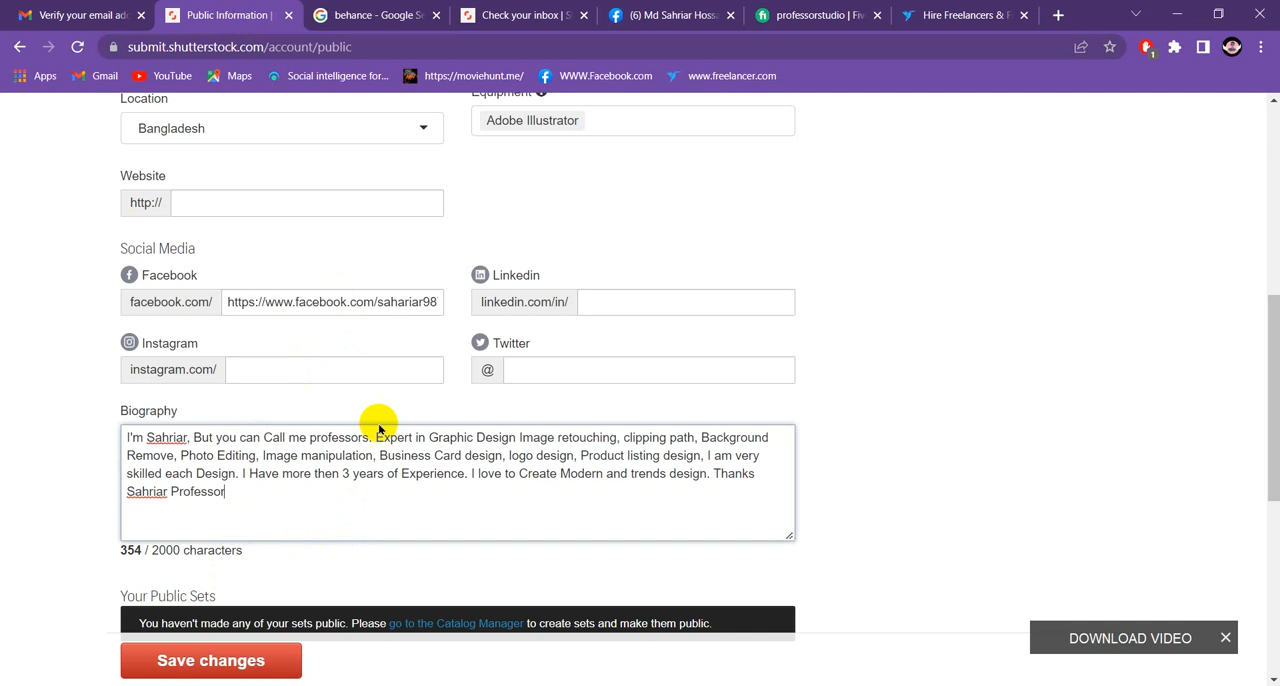 Verify your email ad
Public Information |
behance - Google Se
Check your inbox | S
(6) Md Sahriar Hoss
professorstudio | Fiv
Hire Freelancers & F
submit.shutterstock.com/account/public
1
Apps
Gmail
YouTube
Maps
Social intelligence for...
https://moviehunt.me/
WWW.Facebook.com
www.freelancer.com
Location
Equipment
Bangladesh
Adobe Illustrator
Website
http://
Social Media
Facebook
Linkedin
facebook.com/
https://www.facebook.com/sahariar98
linkedin.com/in/
Instagram
Twitter
instagram.com/
@
Biography
I'm Sahriar, But you can Call me professors. Expert in Graphic Design Image retouching, clipping path, Background
Remove, Photo Editing, Image manipulation, Business Card design, logo design, Product listing design, I am very
skilled each Design. I Have more then 3 years of Experience. I love to Create Modern and trends design. Thanks
Sahriar Professor
354 / 2000 characters
Your Public Sets
You haven't made any of your sets public. Please go to the Catalog Manager to create sets and make them public.
DOWNLOAD VIDEO
Save changes